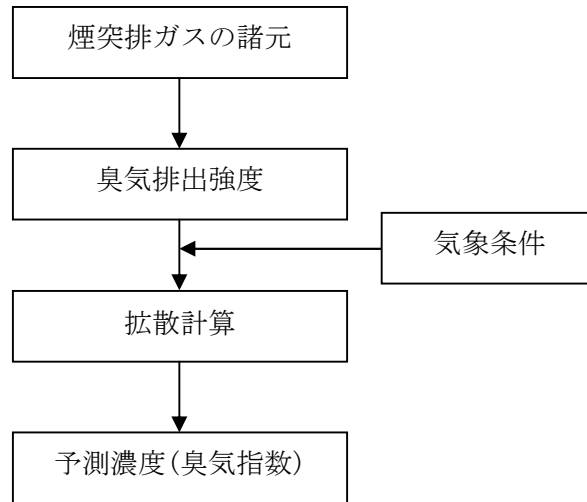 煙突排ガスの諸元
臭気排出強度
気象条件
拡散計算
予測濃度(臭気指数)